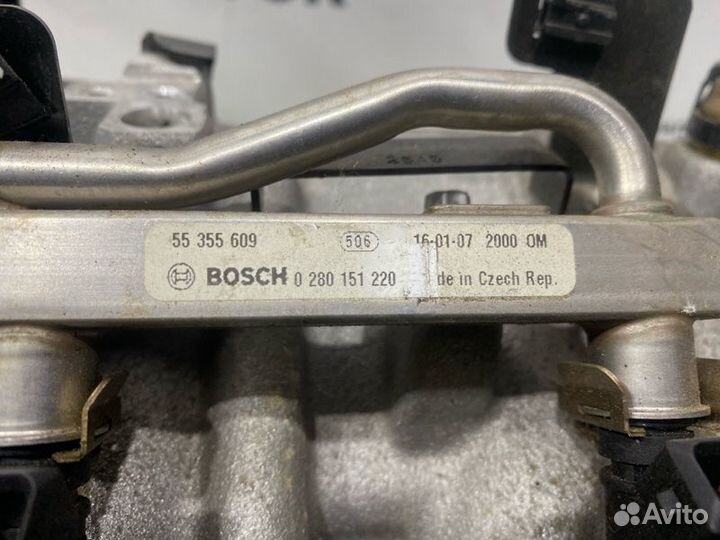 2640
55 355 609 506 16-01-07 2000 OM
BOSCH 0 280 151 220 de in Czech Rep.
Avito